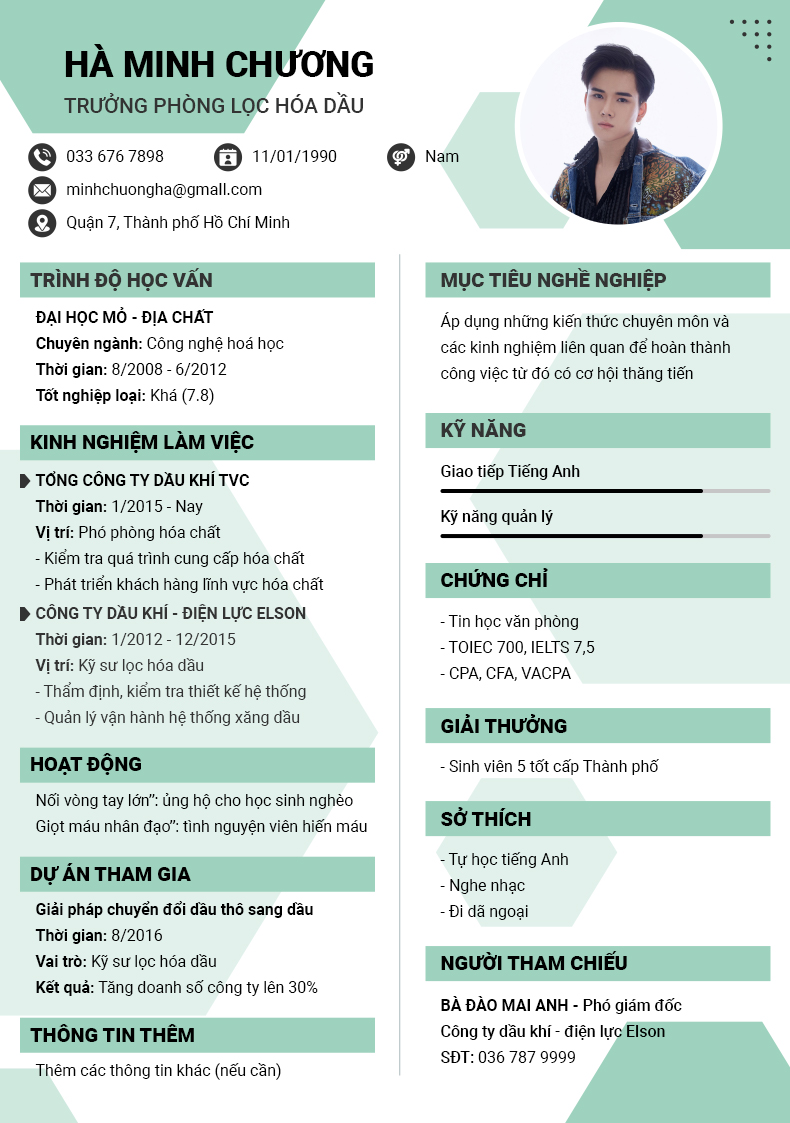 HÀ MINH CHƯƠNG
TRƯỞNG PHÒNG LỌC HÓA DẦU
033 676 7898
11/01/1990
Nam
minhchuongha@gmall.com
Quận 7, Thành phố Hồ Chí Minh
TRÌNH ĐỘ HỌC VẤN
ĐẠI HỌC MỎ - ĐỊA CHẤT
Chuyên ngành: Công nghệ hoá học
Thời gian: 8/2008 - 6/2012
Tốt nghiệp loại: Khá (7.8)
KINH NGHIỆM LÀM VIỆC
TỔNG CÔNG TY DẦU KHÍ TVC
Thời gian: 1/2015 - Nay
Vị trí: Phó phòng hóa chất
- Kiểm tra quá trình cung cấp hóa chất
- Phát triển khách hàng lĩnh vực hóa chất
CÔNG TY DẦU KHÍ - ĐIỆN LỰC ELSON
Thời gian: 1/2012 - 12/2015
Vị trí: Kỹ sư lọc hóa dầu
- Thẩm định, kiểm tra thiết kế hệ thống
- Quản lý vận hành hệ thống xăng dầu
HOẠT ĐỘNG
Nối vòng tay lớn”: ủng hộ cho học sinh nghèo
Giọt máu nhân đạo”: tình nguyện viên hiến máu
DỰ ÁN THAM GIA
Giải pháp chuyển đổi dầu thô sang dầu
Thời gian: 8/2016
Vai trò: Kỹ sư lọc hóa dầu
Kết quả: Tăng doanh số công ty lên 30%
THÔNG TIN THÊM
Thêm các thông tin khác (nếu cần)
MỤC TIÊU NGHỀ NGHIỆP
Áp dụng những kiến thức chuyên môn và
các kinh nghiệm liên quan để hoàn thành
công việc từ đó có cơ hội thăng tiến
KỸ NĂNG
Giao tiếp Tiếng Anh
Kỹ năng quản lý
CHỨNG CHỈ
- Tin học văn phòng
- TOIEC 700, IELTS 7,5
- CPA, CFA, VACPA
GIẢI THƯỞNG
- Sinh viên 5 tốt cấp Thành phố
SỞ THÍCH
- Tự học tiếng Anh
- Nghe nhạc
- Đi dã ngoại
NGƯỜI THAM CHIẾU
BÀ ĐÀO MAI ANH - Phó giám đốc
Công ty dầu khí - điện lực Elson
SĐT: 036 787 9999